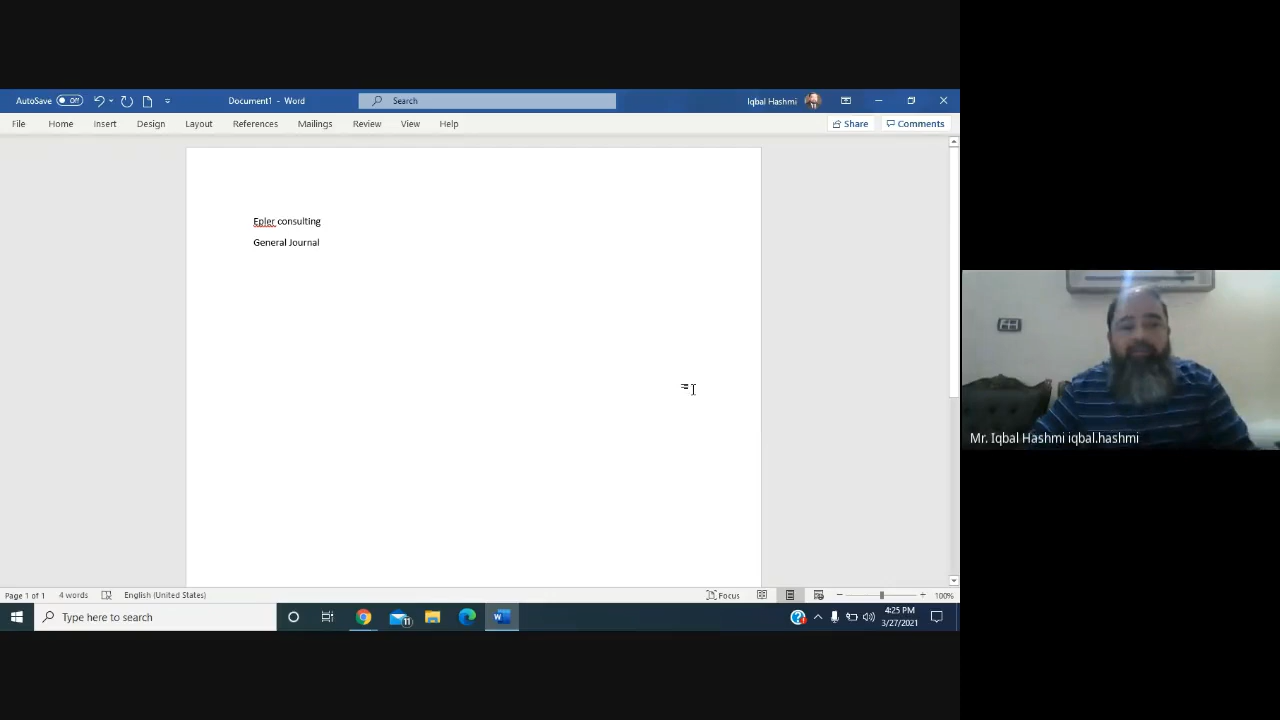 AutoSave Off Document1 - Word Search Iqbal Hashmi
File Home Insert Design Layout References Mailings Review View Help Share Comments
Epler consulting
General Journal
Mr. Iqbal Hashmi iqbal.hashmi
Page 1 of 1 4 words English (United States) Focus 100%
Type here to search 11 4:25 PM
3/27/2021